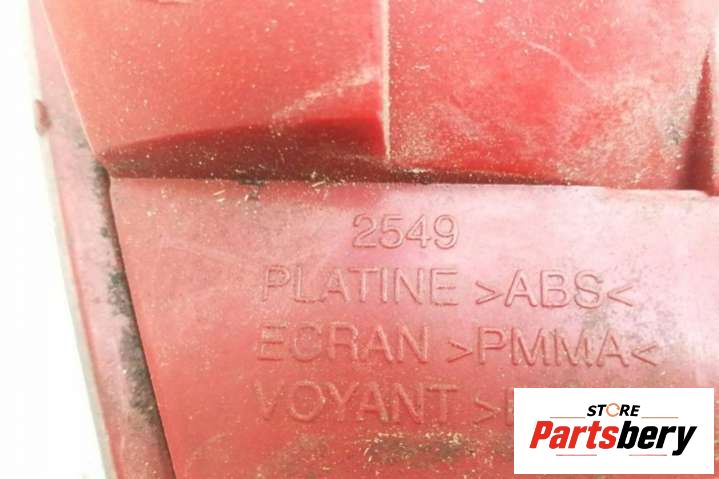 2549
PLATINE >ABS<
ECRAN >PMMA<
VOYANT
STORE
Partsbery